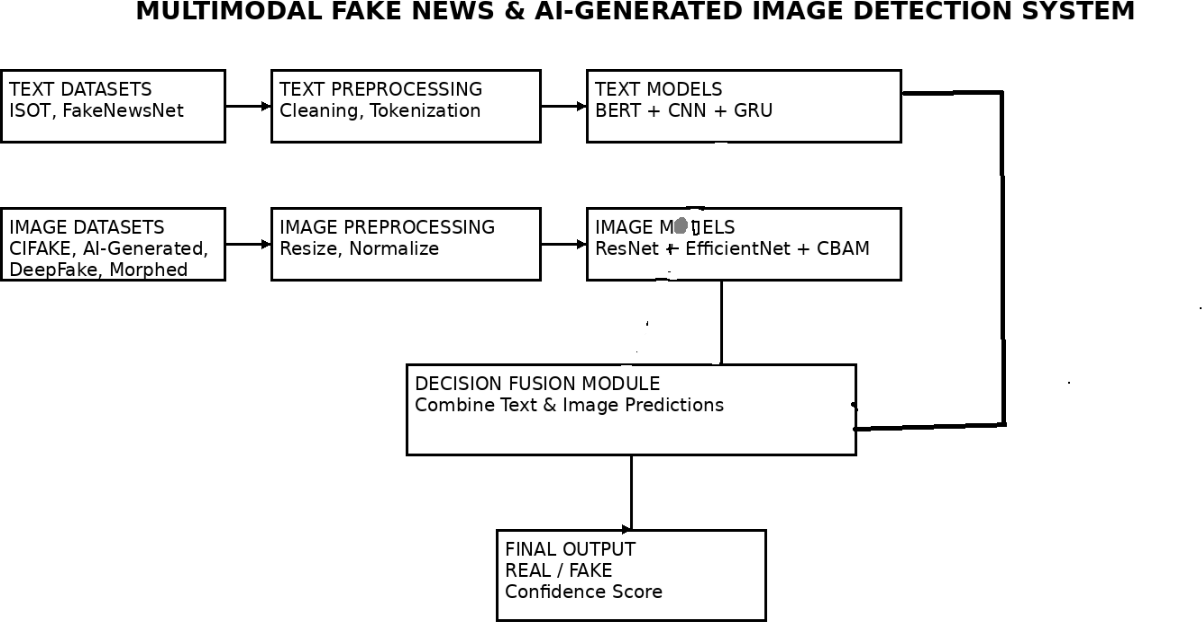 MULTIMODAL FAKE NEWS & AI-GENERATED IMAGE DETECTION SYSTEM
TEXT DATASETS
ISOT, FakeNewsNet
TEXT PREPROCESSING
Cleaning, Tokenization
TEXT MODELS
BERT + CNN + GRU
IMAGE DATASETS
CIFAKE, AI-Generated,
DeepFake, Morphed
IMAGE PREPROCESSING
Resize, Normalize
IMAGE MODELS
ResNet + EfficientNet + CBAM
DECISION FUSION MODULE
Combine Text & Image Predictions
FINAL OUTPUT
REAL / FAKE
Confidence Score